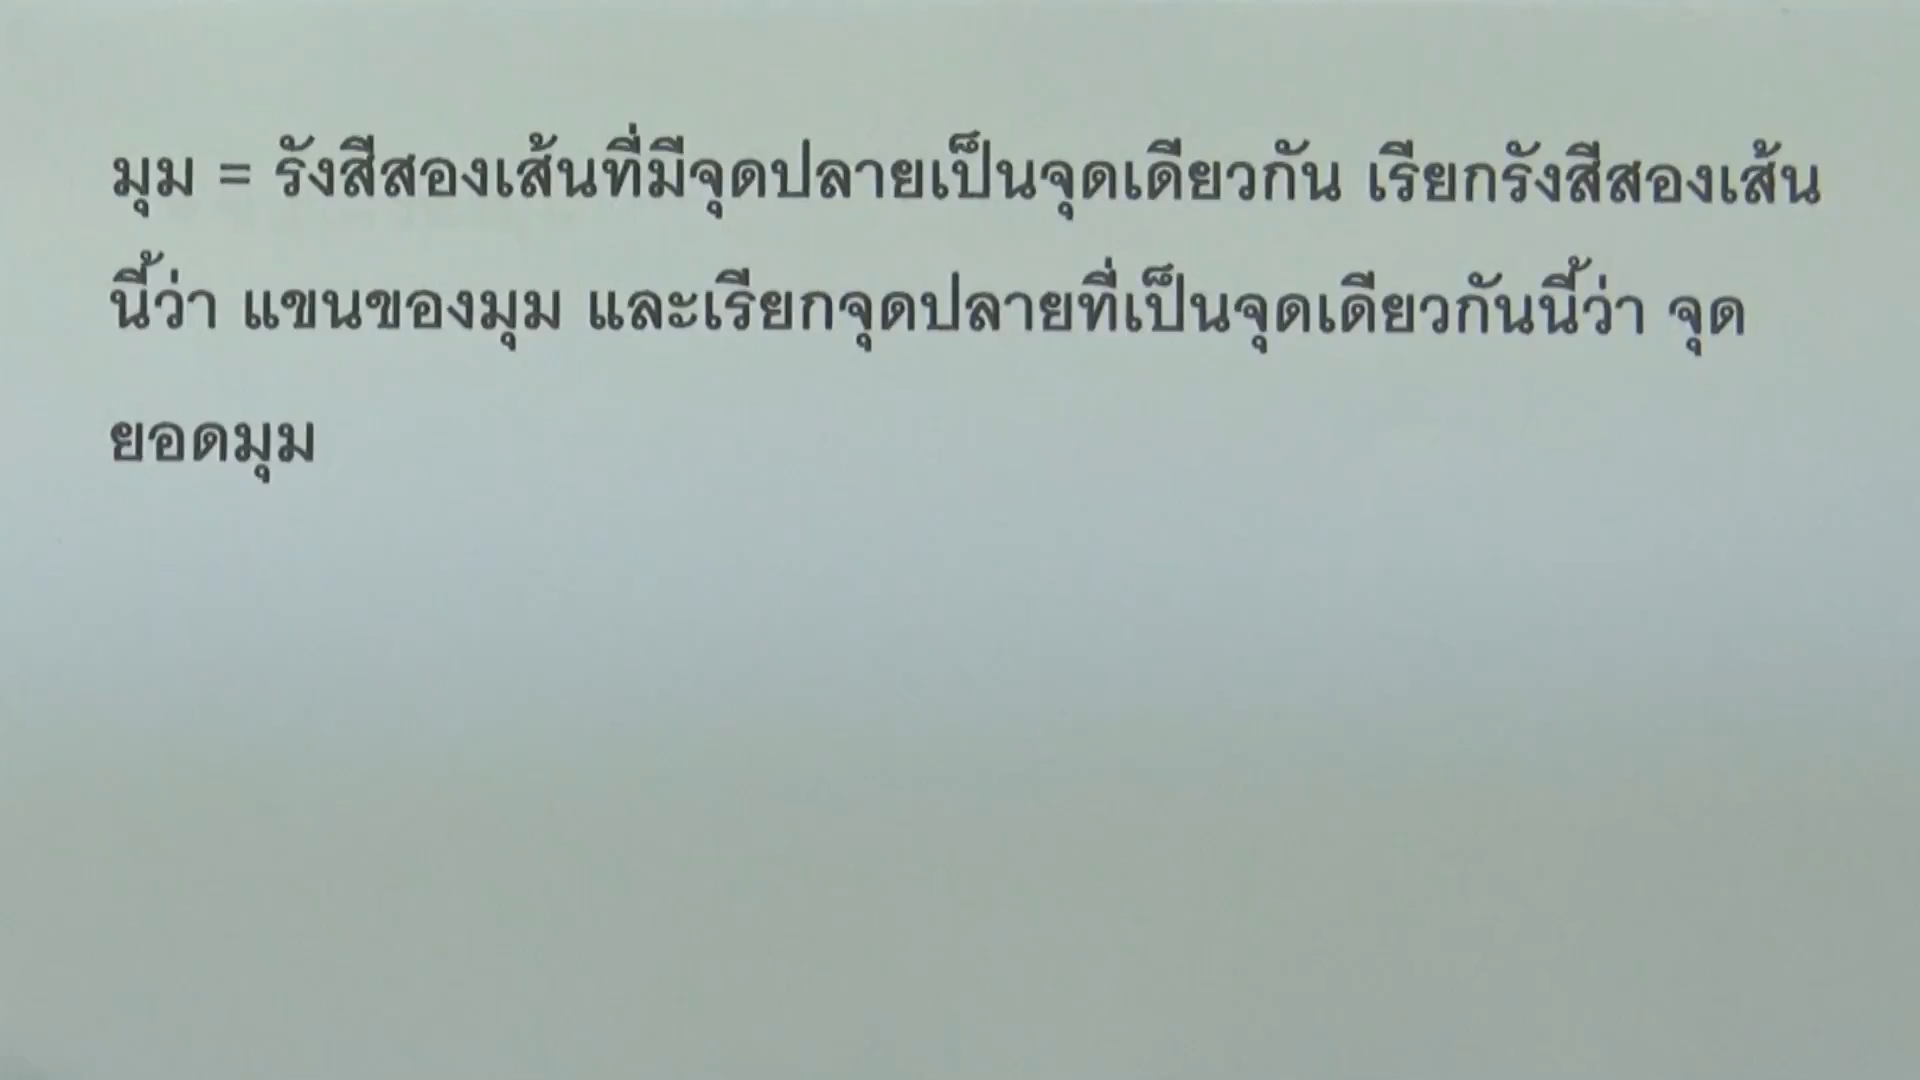 มุม = รังสีสองเส้นที่มีจุดปลายเป็นจุดเดียวกัน เรียกรังสีสองเส้น
นี้ว่า แขนของมุม และเรียกจุดปลายที่เป็นจุดเดียวกันนี้ว่า จุด
ยอดมุม